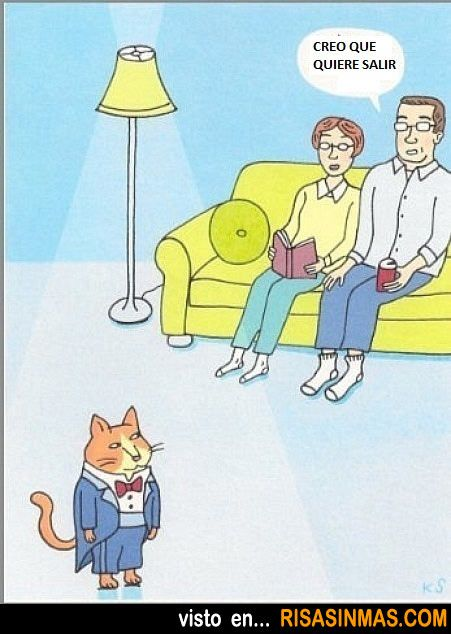 CREO QUE
QUIERE SALIR
KS
visto en... RISASINMAS.COM